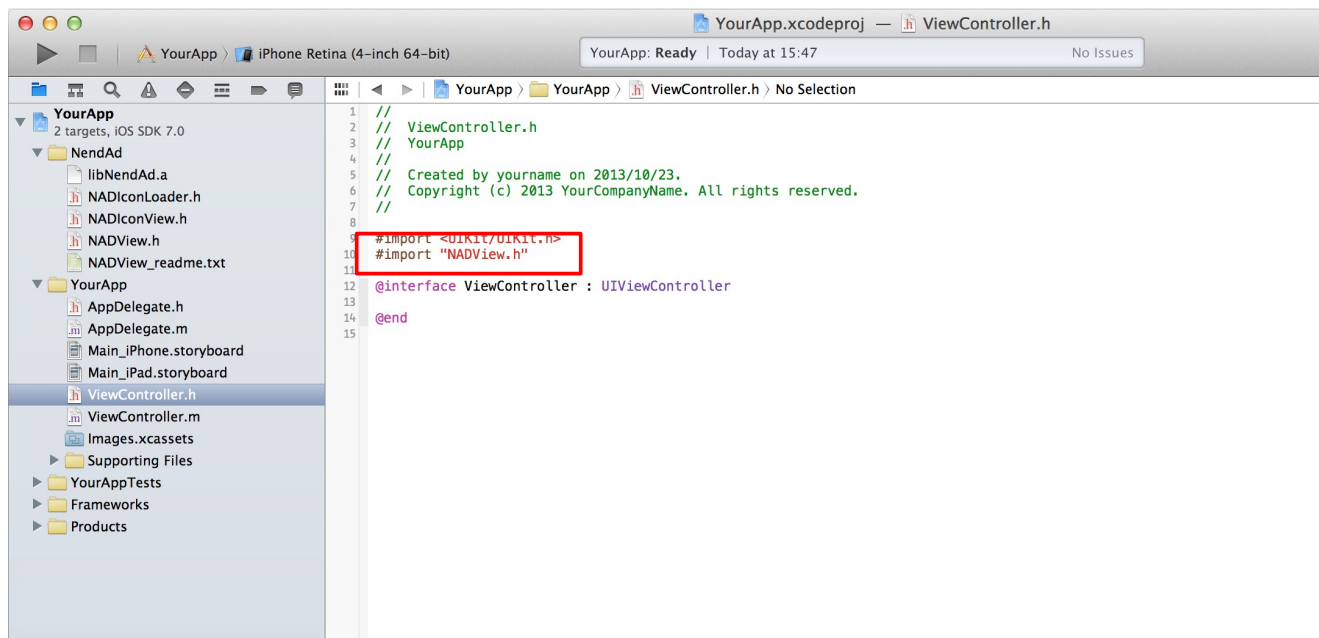 YourApp.xcodeproj — h ViewController.h
YourApp 〉 iPhone Retina (4-inch 64-bit)
YourApp: Ready | Today at 15:47 No Issues
YourApp 〉 YourApp 〉 h ViewController.h 〉 No Selection
YourApp
2 targets, iOS SDK 7.0
NendAd
libNendAd.a
h NADIconLoader.h
h NADIconView.h
h NADView.h
NADView_readme.txt
YourApp
h AppDelegate.h
.m AppDelegate.m
Main_iPhone.storyboard
Main_iPad.storyboard
h ViewController.h
.m ViewController.m
Images.xcassets
Supporting Files
YourAppTests
Frameworks
Products
1 //
2 // ViewController.h
3 // YourApp
4 //
5 // Created by yourname on 2013/10/23.
6 // Copyright (c) 2013 YourCompanyName. All rights reserved.
7 //
8
9 #import <UIKit/UIKit.h>
10 #import "NADView.h"
11
12 @interface ViewController : UIViewController
13
14 @end
15